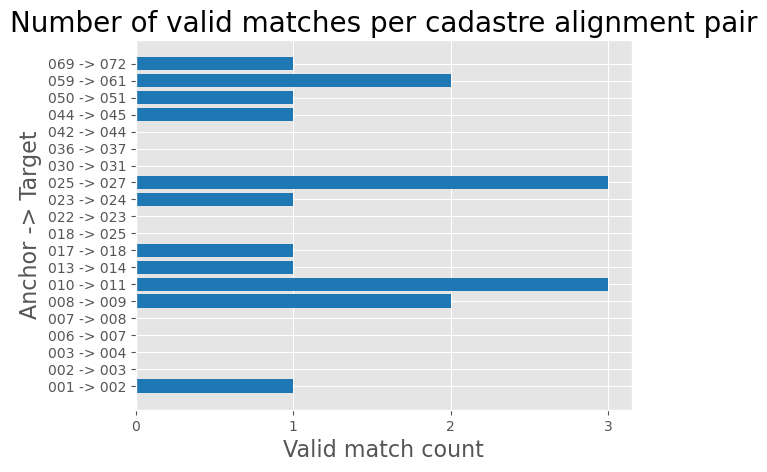 Number of valid matches per cadastre alignment pair
Anchor -> Target
069 -> 072
059 -> 061
050 -> 051
044 -> 045
042 -> 044
036 -> 037
030 -> 031
025 -> 027
023 -> 024
022 -> 023
018 -> 025
017 -> 018
013 -> 014
010 -> 011
008 -> 009
007 -> 008
006 -> 007
003 -> 004
002 -> 003
001 -> 002
0 1 2 3
Valid match count